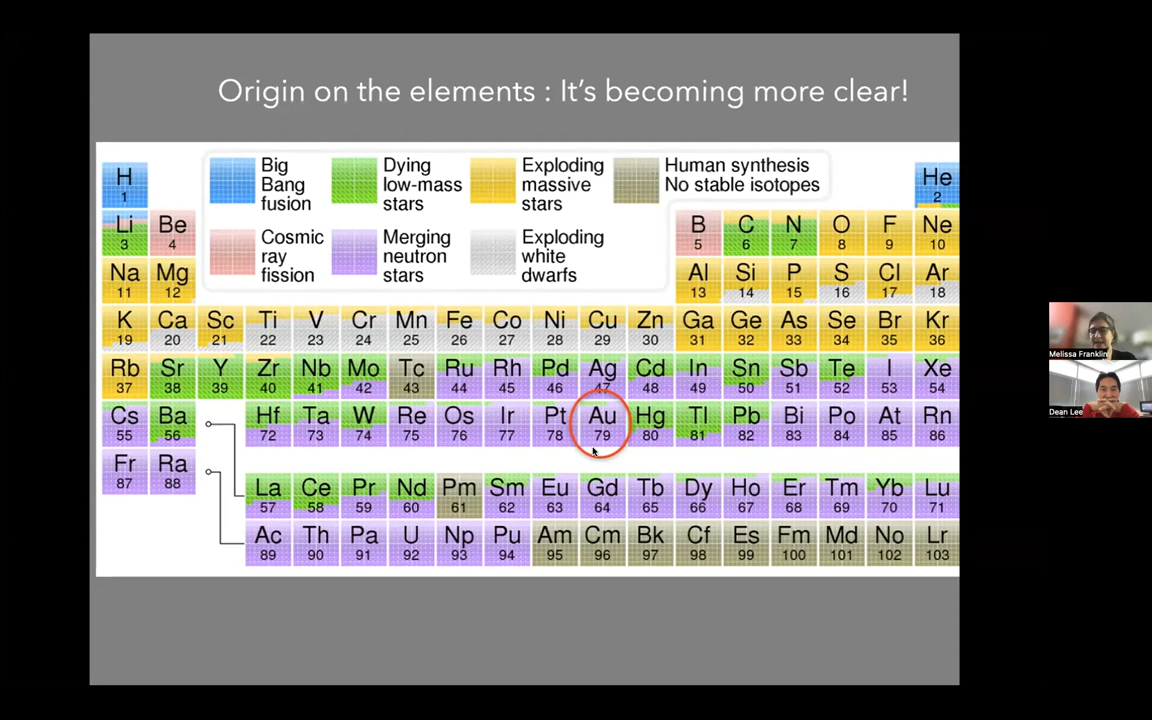 Origin on the elements : It's becoming more clear!
Big Bang fusion
Dying low-mass stars
Exploding massive stars
Human synthesis No stable isotopes
Cosmic ray fission
Merging neutron stars
Exploding white dwarfs
H 1 He 2
Li 3 Be 4 B 5 C 6 N 7 O 8 F 9 Ne 10
Na 11 Mg 12 Al 13 Si 14 P 15 S 16 Cl 17 Ar 18
K 19 Ca 20 Sc 21 Ti 22 V 23 Cr 24 Mn 25 Fe 26 Co 27 Ni 28 Cu 29 Zn 30 Ga 31 Ge 32 As 33 Se 34 Br 35 Kr 36
Rb 37 Sr 38 Y 39 Zr 40 Nb 41 Mo 42 Tc 43 Ru 44 Rh 45 Pd 46 Ag 47 Cd 48 In 49 Sn 50 Sb 51 Te 52 I 53 Xe 54
Cs 55 Ba 56 Hf 72 Ta 73 W 74 Re 75 Os 76 Ir 77 Pt 78 Au 79 Hg 80 Tl 81 Pb 82 Bi 83 Po 84 At 85 Rn 86
Fr 87 Ra 88
La 57 Ce 58 Pr 59 Nd 60 Pm 61 Sm 62 Eu 63 Gd 64 Tb 65 Dy 66 Ho 67 Er 68 Tm 69 Yb 70 Lu 71
Ac 89 Th 90 Pa 91 U 92 Np 93 Pu 94 Am 95 Cm 96 Bk 97 Cf 98 Es 99 Fm 100 Md 101 No 102 Lr 103
Melissa Franklin
Dean Lee